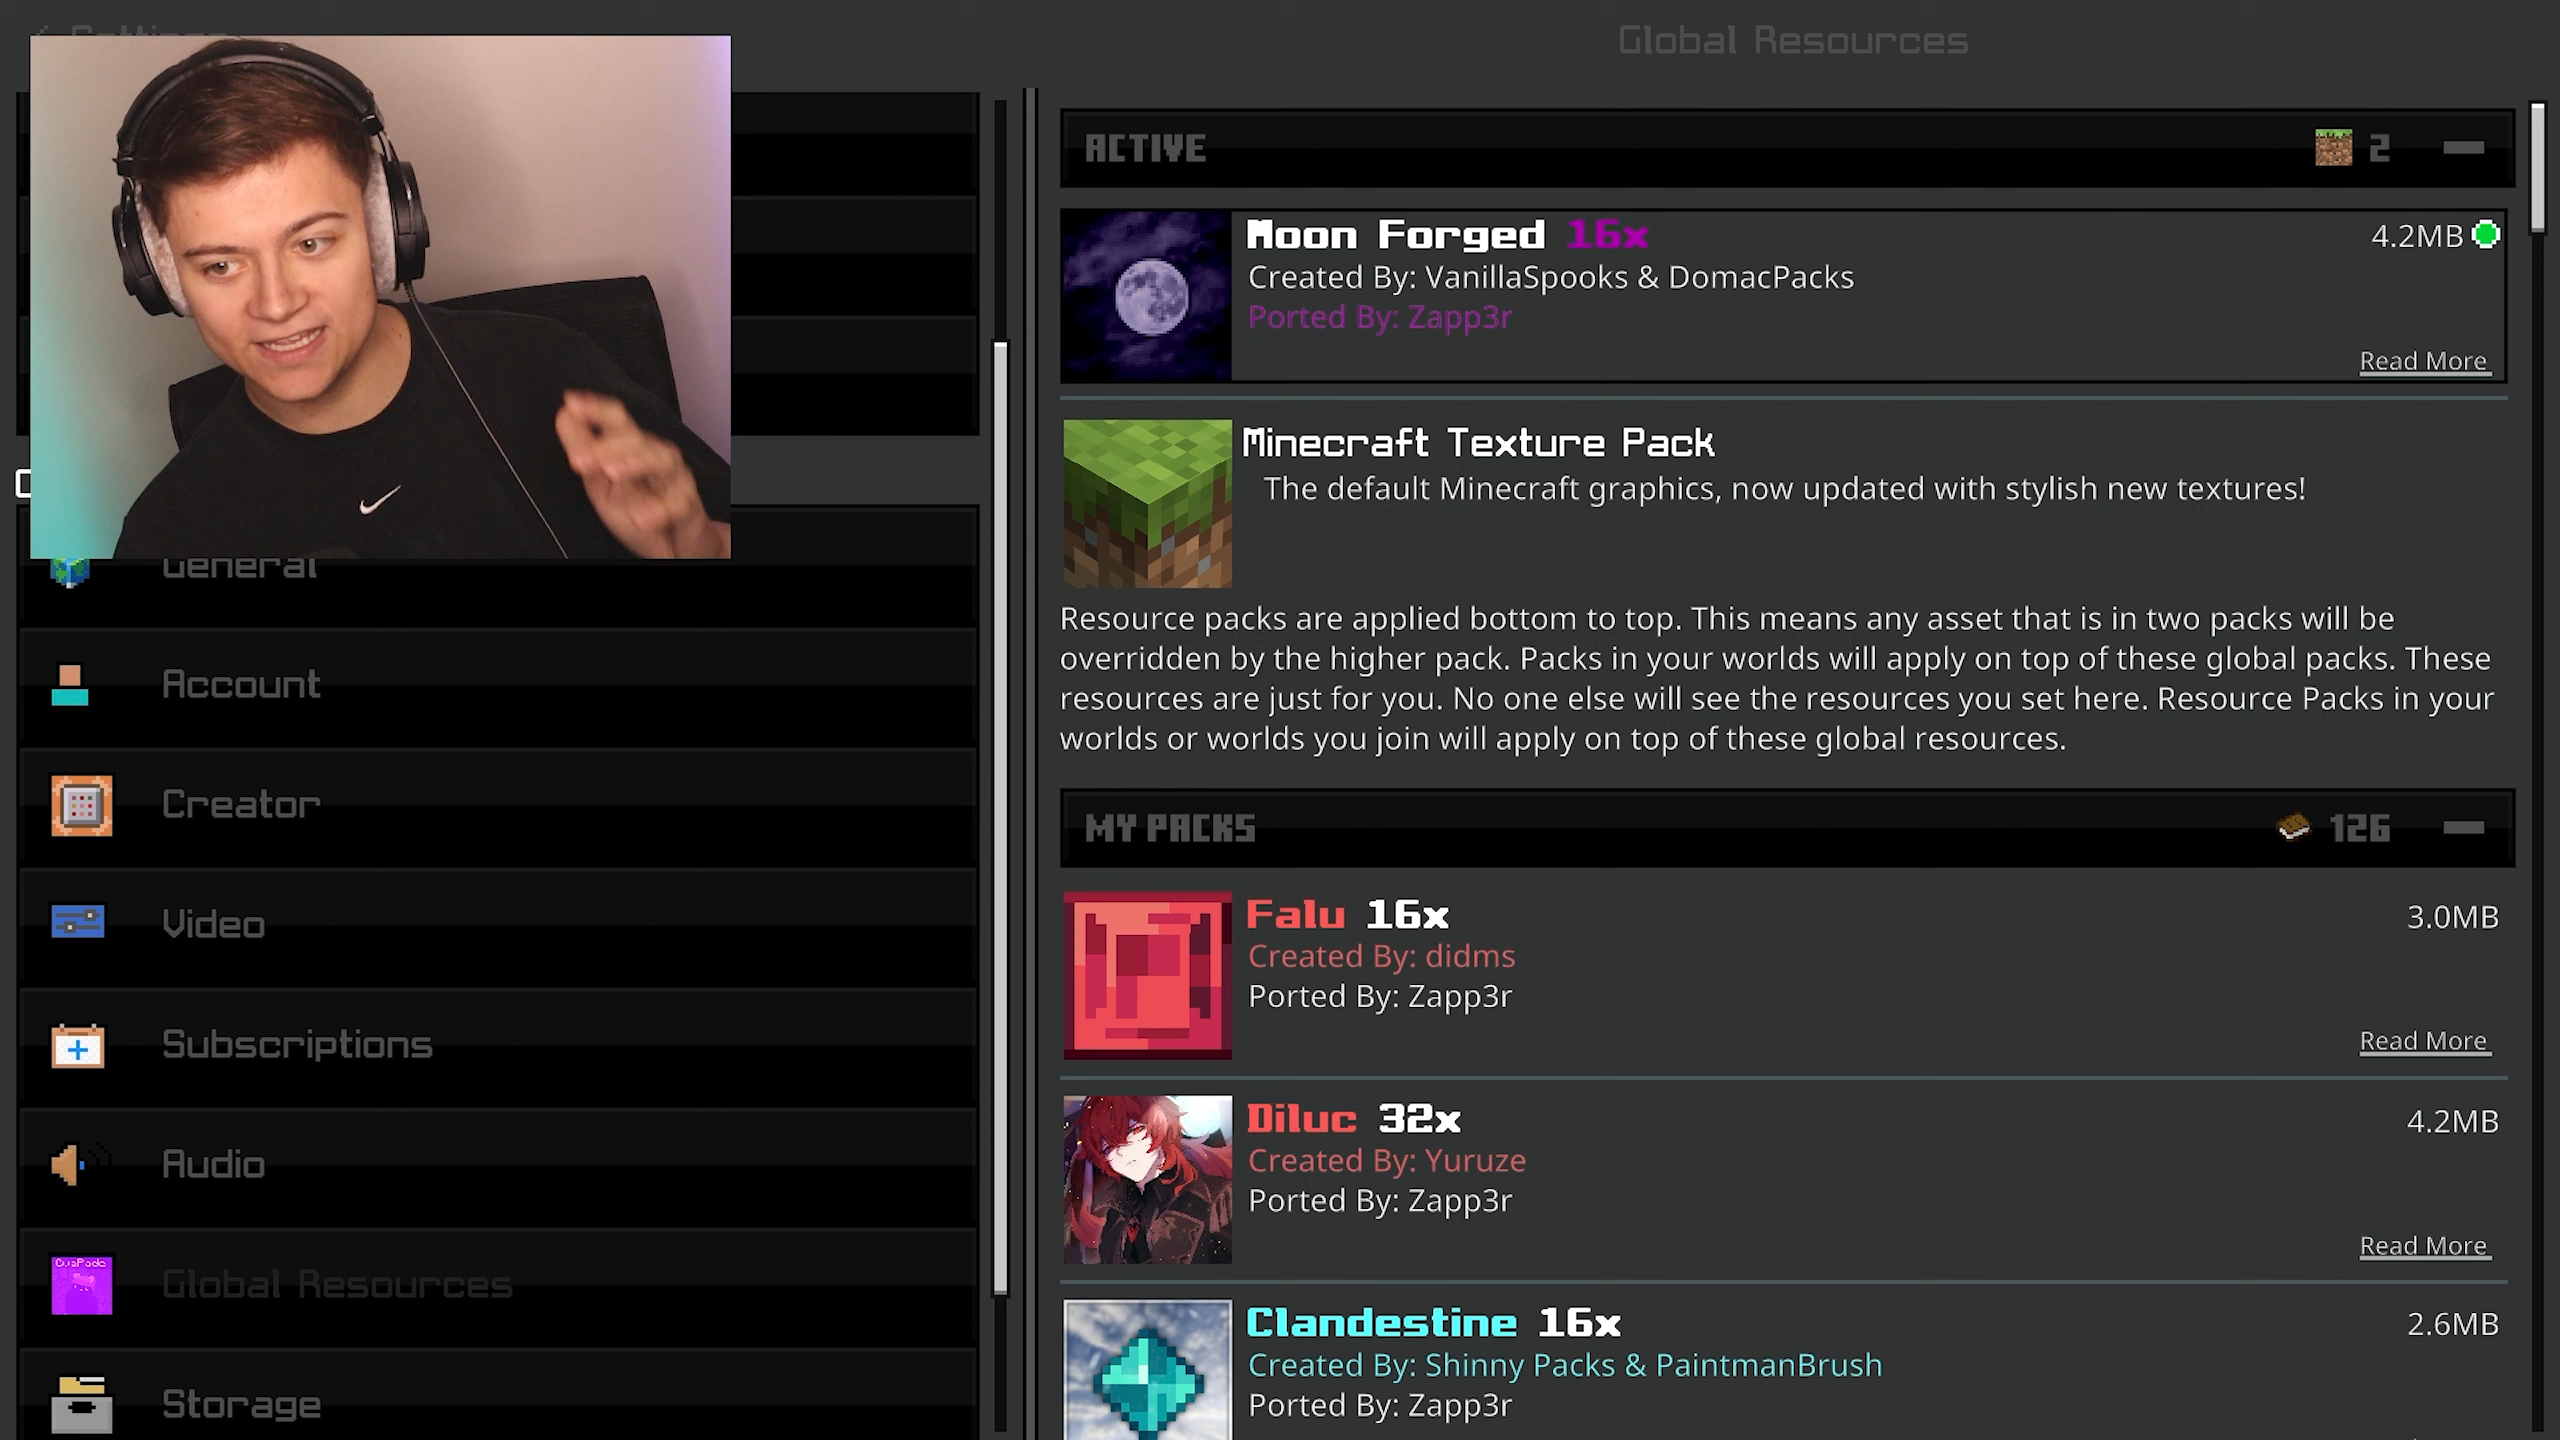 Global Resources
ACTIVE
2
Moon Forged 16x
4.2MB
Created By: VanillaSpooks & DomacPacks
Ported By: Zapp3r
Read More
Minecraft Texture Pack
The default Minecraft graphics, now updated with stylish new textures!
Resource packs are applied bottom to top. This means any asset that is in two packs will be
overridden by the higher pack. Packs in your worlds will apply on top of these global packs. These
resources are just for you. No one else will see the resources you set here. Resource Packs in your
worlds or worlds you join will apply on top of these global resources.
MY PACKS
126
Falu 16x
3.0MB
Created By: didms
Ported By: Zapp3r
Read More
Diluc 32x
4.2MB
Created By: Yuruze
Ported By: Zapp3r
Read More
Clandestine 16x
2.6MB
Created By: Shinny Packs & PaintmanBrush
Ported By: Zapp3r
General
Account
Creator
Video
Subscriptions
Audio
Global Resources
Storage